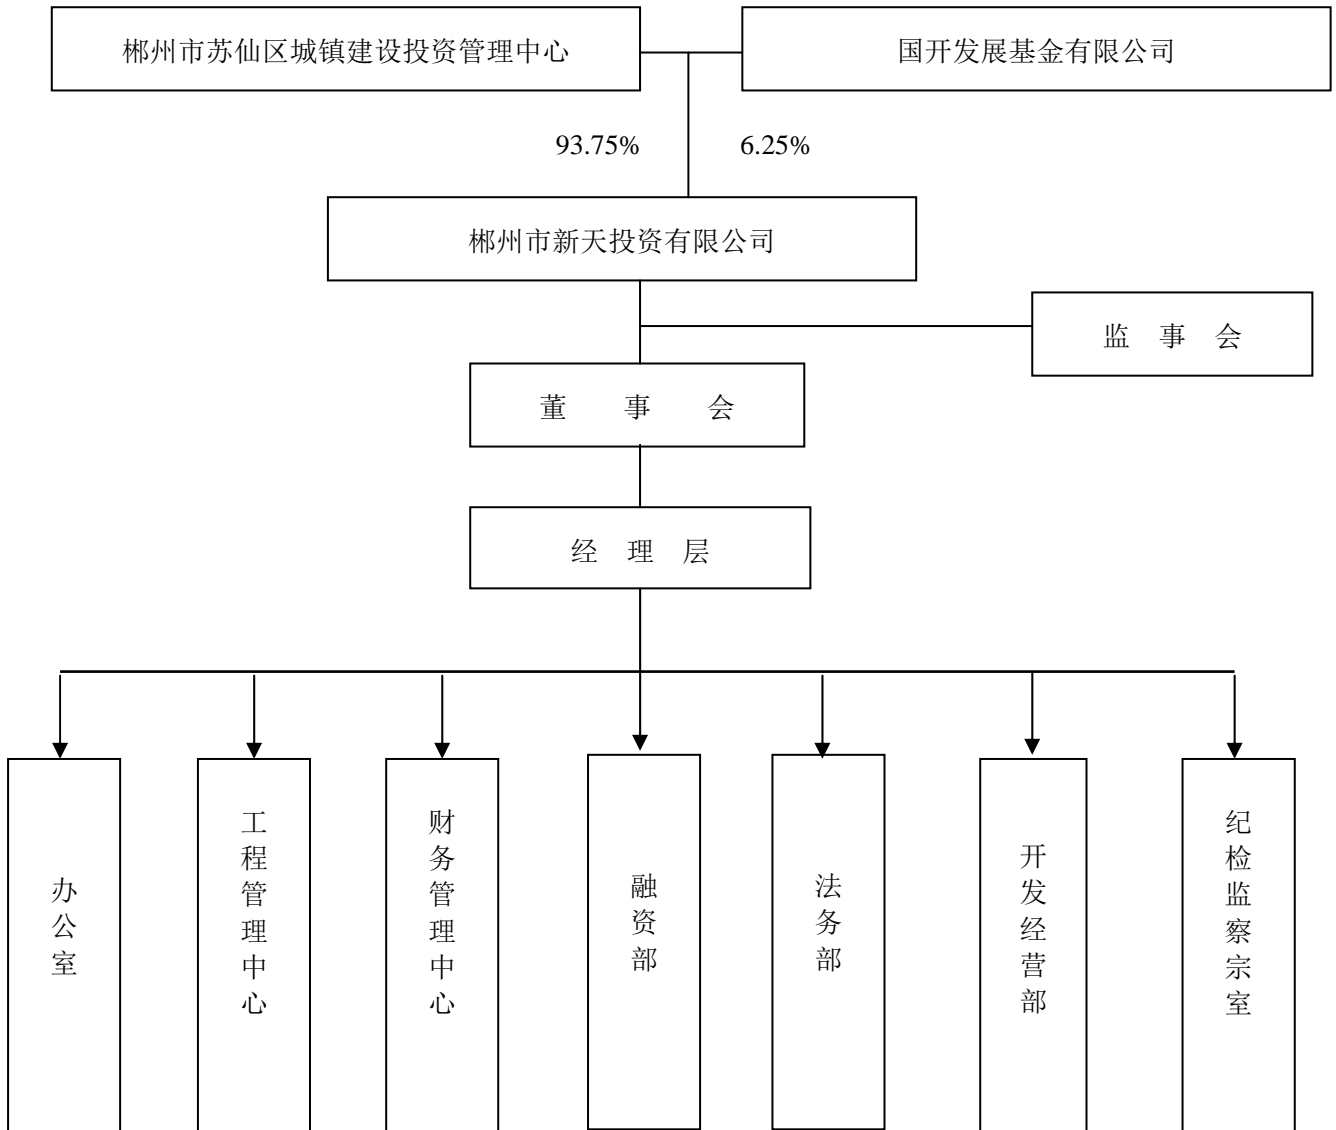 郴州市苏仙区城镇建设投资管理中心
国开发展基金有限公司
93.75%
6.25%
郴州市新天投资有限公司
监 事 会
董 事 会
经 理 层
办公室
工程管理中心
财务管理中心
融资部
法务部
开发经营部
纪检监察宗室